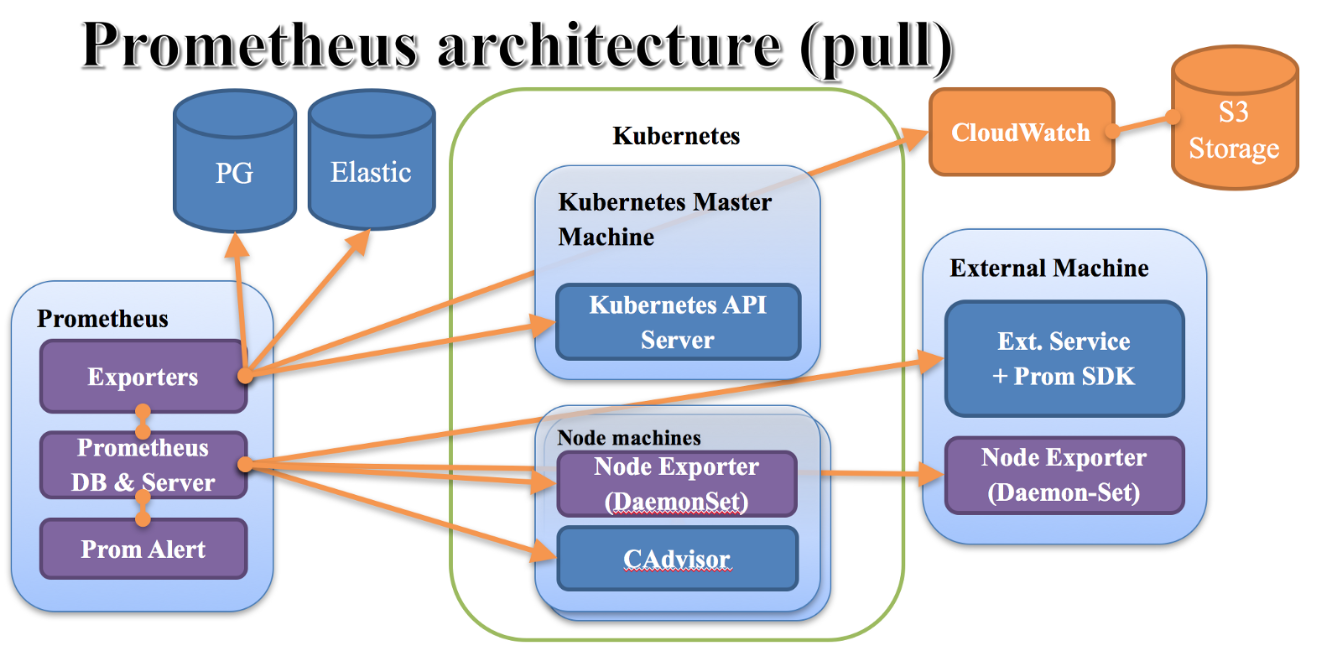 Prometheus architecture (pull)
PG
Elastic
Kubernetes
CloudWatch
S3
Storage
Kubernetes Master
Machine
Kubernetes API
Server
External Machine
Ext. Service
+ Prom SDK
Node Exporter
(Daemon-Set)
Prometheus
Exporters
Prometheus
DB & Server
Prom Alert
Node machines
Node Exporter
(DaemonSet)
CAdvisor